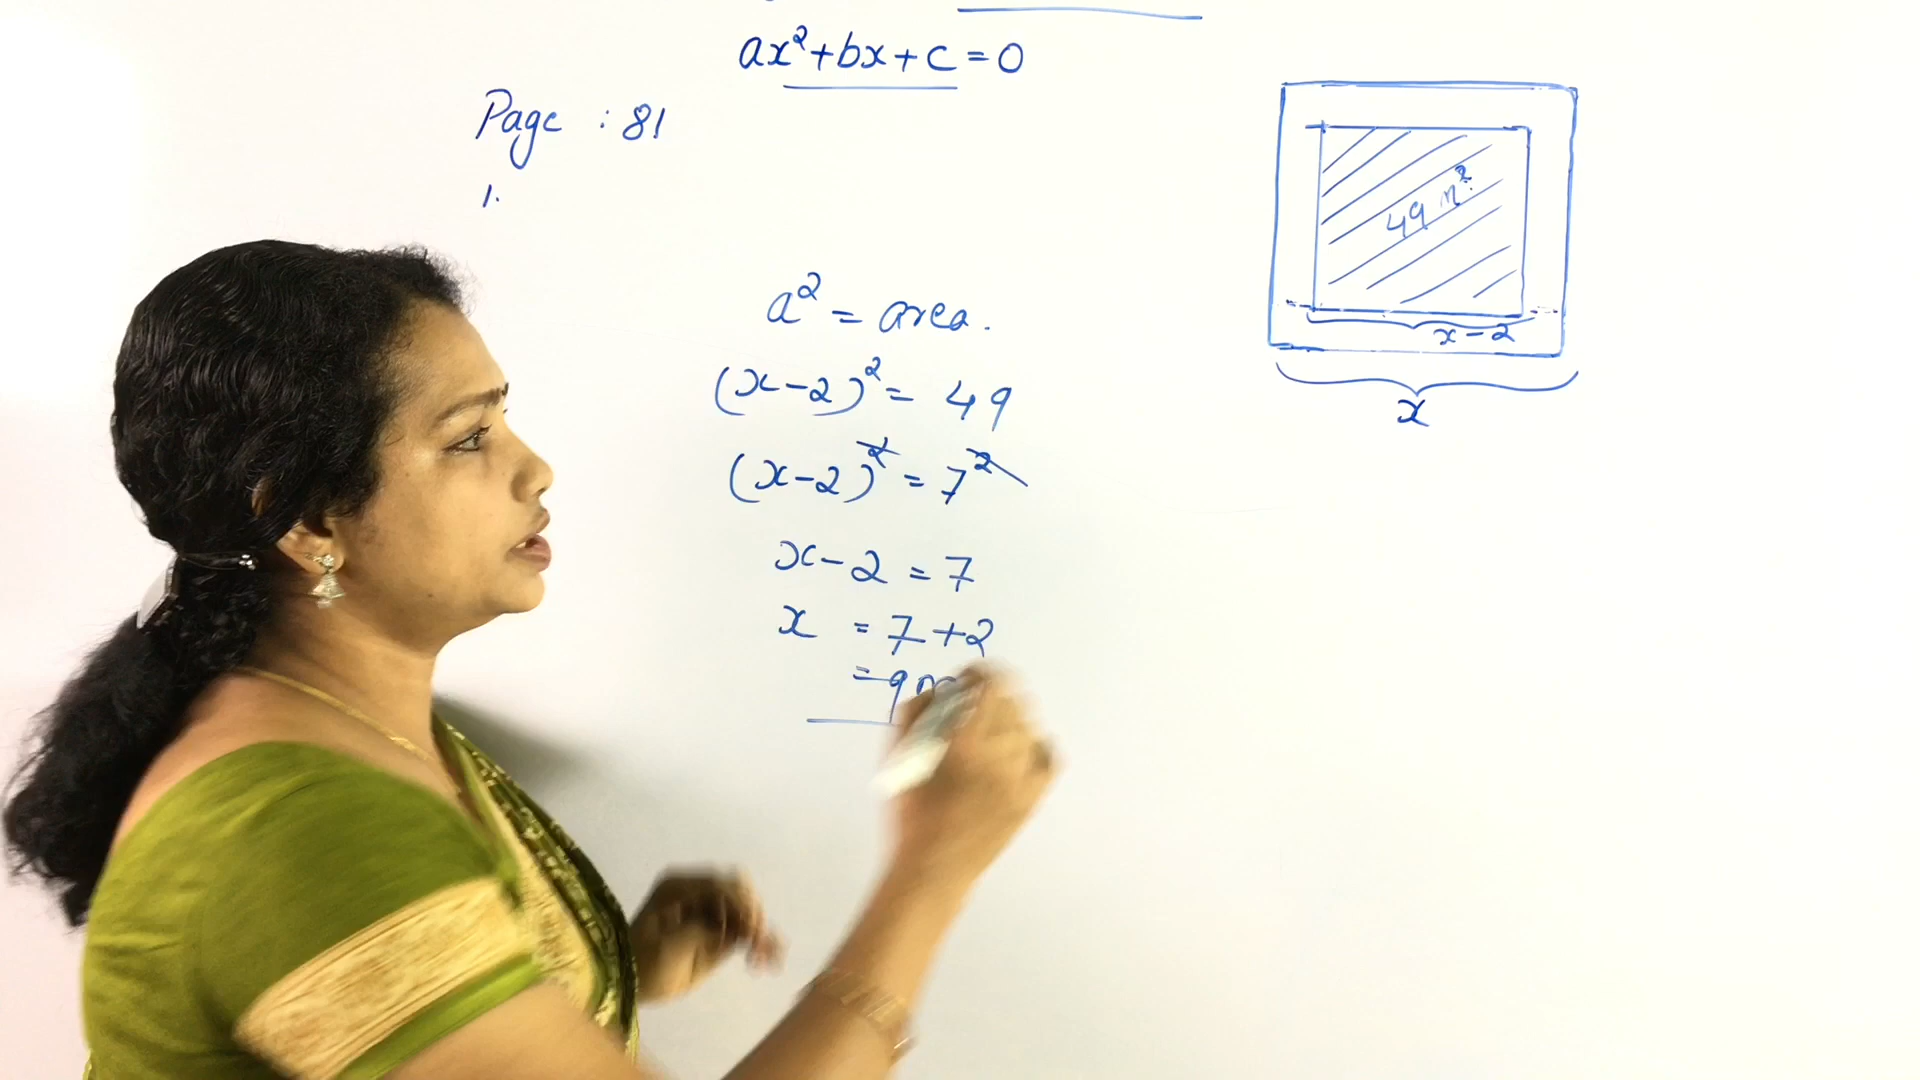 ax²+bx+c=0
Page : 81
1.
a² = area.
(x-2)² = 49
(x-2)² = 7²
x-2 = 7
x = 7+2
= 9
49 m²
x-2
x